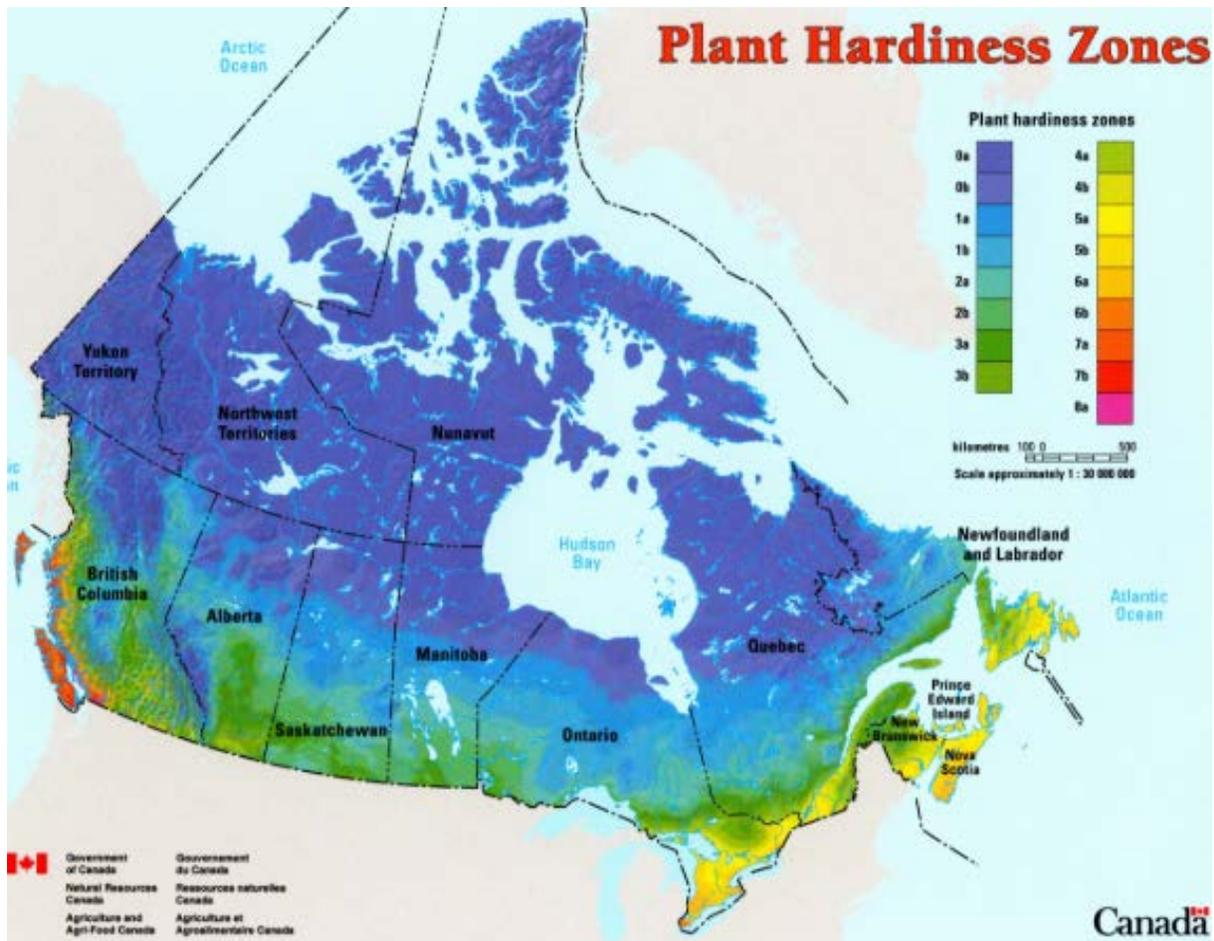 Plant Hardiness Zones
Arctic
Ocean
Plant hardiness zones
0a
0b
1a
1b
2a
2b
3a
3b
4a
4b
5a
5b
6a
6b
7a
7b
8a
kilometres 100 0 500
Scale approximately 1 : 30 000 000
Yukon
Territory
Northwest
Territories
Nunavut
Hudson
Bay
Newfoundland
and Labrador
British
Columbia
Alberta
Manitoba
Quebec
Atlantic
Ocean
Saskatchewan
Ontario
Prince
Edward
Island
New
Brunswick
Nova
Scotia
Government
of Canada
Gouvernement
du Canada
Natural Resources
Canada
Ressources naturelles
Canada
Agriculture and
Agri-Food Canada
Agriculture et
Agroalimentaire Canada
Canada